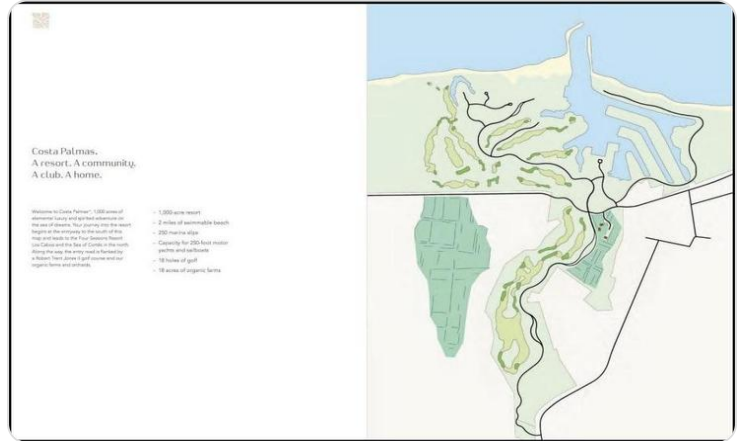 Costa Palmas.
A resort. A community.
A club. A home.
Welcome to Costa Palmas®, 1,000 acres of
elemental luxury and spirited adventure on
the sea of dreams. Your journey into the resort
begins at the entryway at the south of this
map and leads to the Four Seasons Resort
Los Cabos and the Sea of Cortés in the north.
Along the way, the entry road is flanked by
a Robert Trent Jones II golf course and our
organic farms and orchards.
– 1,000-acre resort
– 2 miles of swimmable beach
– 250 marina slips
– Capacity for 250-foot motor
yachts and sailboats
– 18 holes of golf
– 18 acres of organic farms